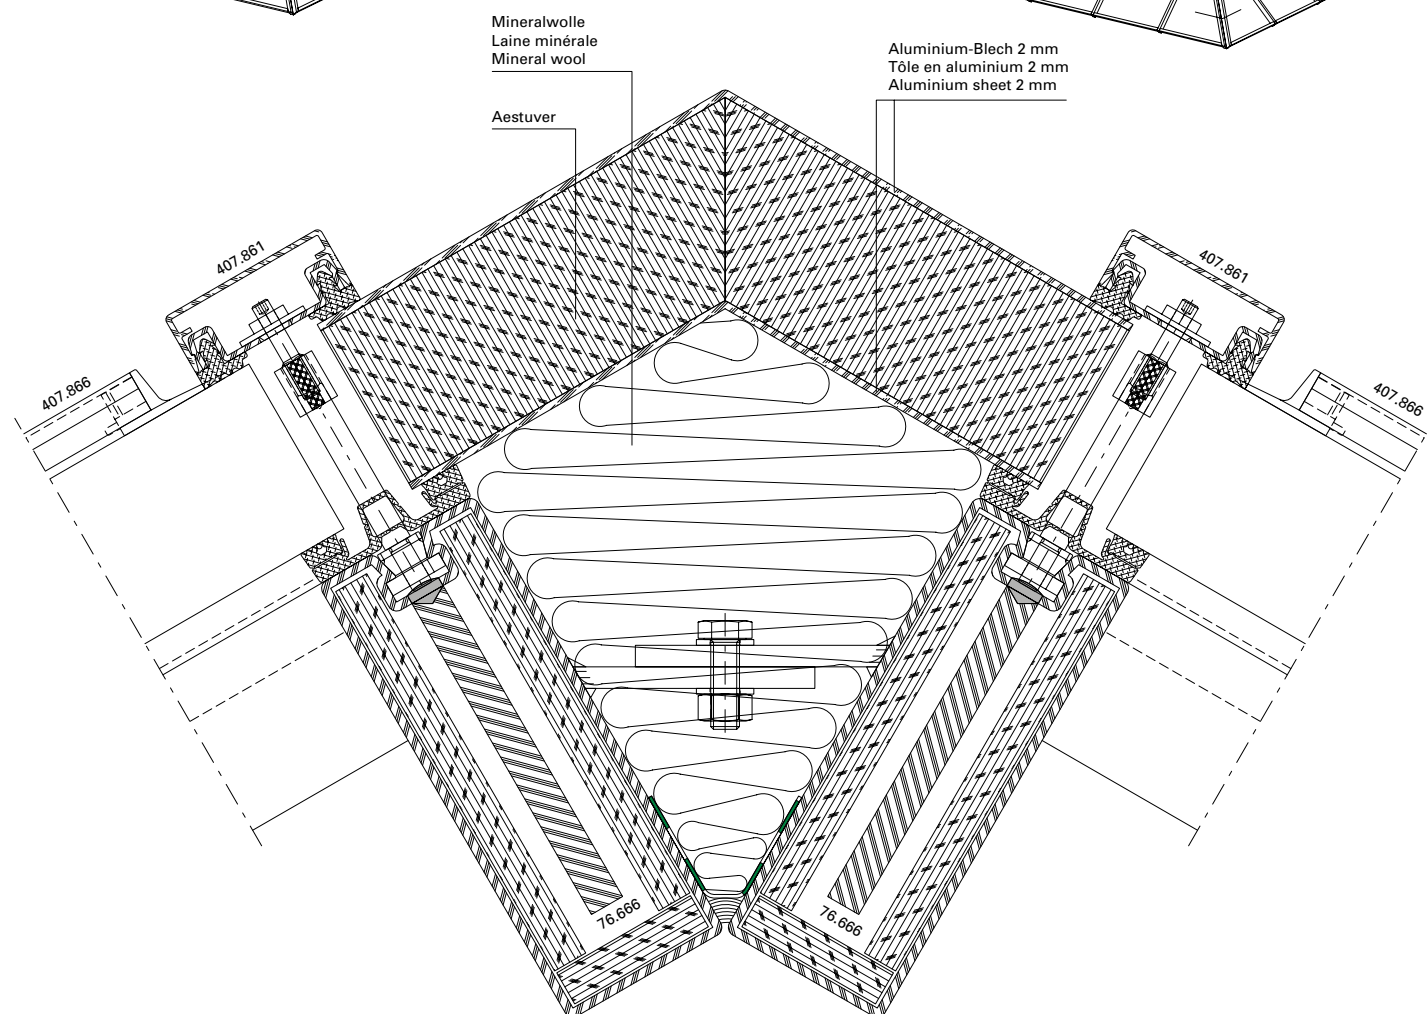 Mineralwolle
Laine minérale
Mineral wool
Aestuver
Aluminium-Blech 2 mm
Tôle en aluminium 2 mm
Aluminium sheet 2 mm
407.861
407.861
407.866
407.866
76.666
76.666